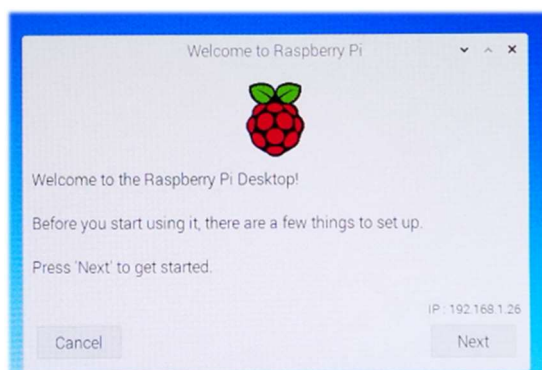 Welcome to Raspberry Pi
Welcome to the Raspberry Pi Desktop!
Before you start using it, there are a few things to set up.
Press 'Next' to get started.
IP : 192.168.1.26
Cancel
Next